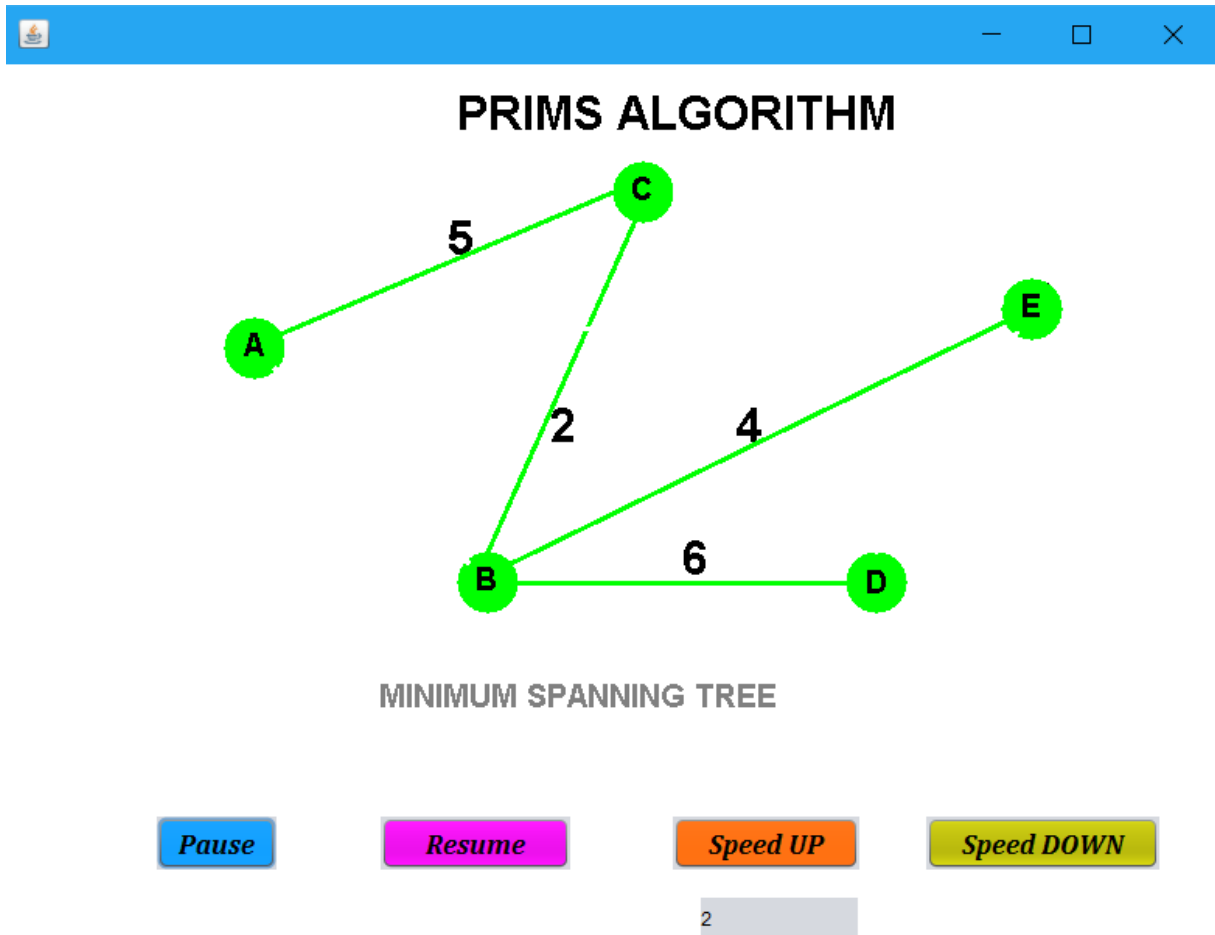 PRIMS ALGORITHM
C
5
E
A
2
4
6
B
D
MINIMUM SPANNING TREE
Pause
Resume
Speed UP
Speed DOWN
2